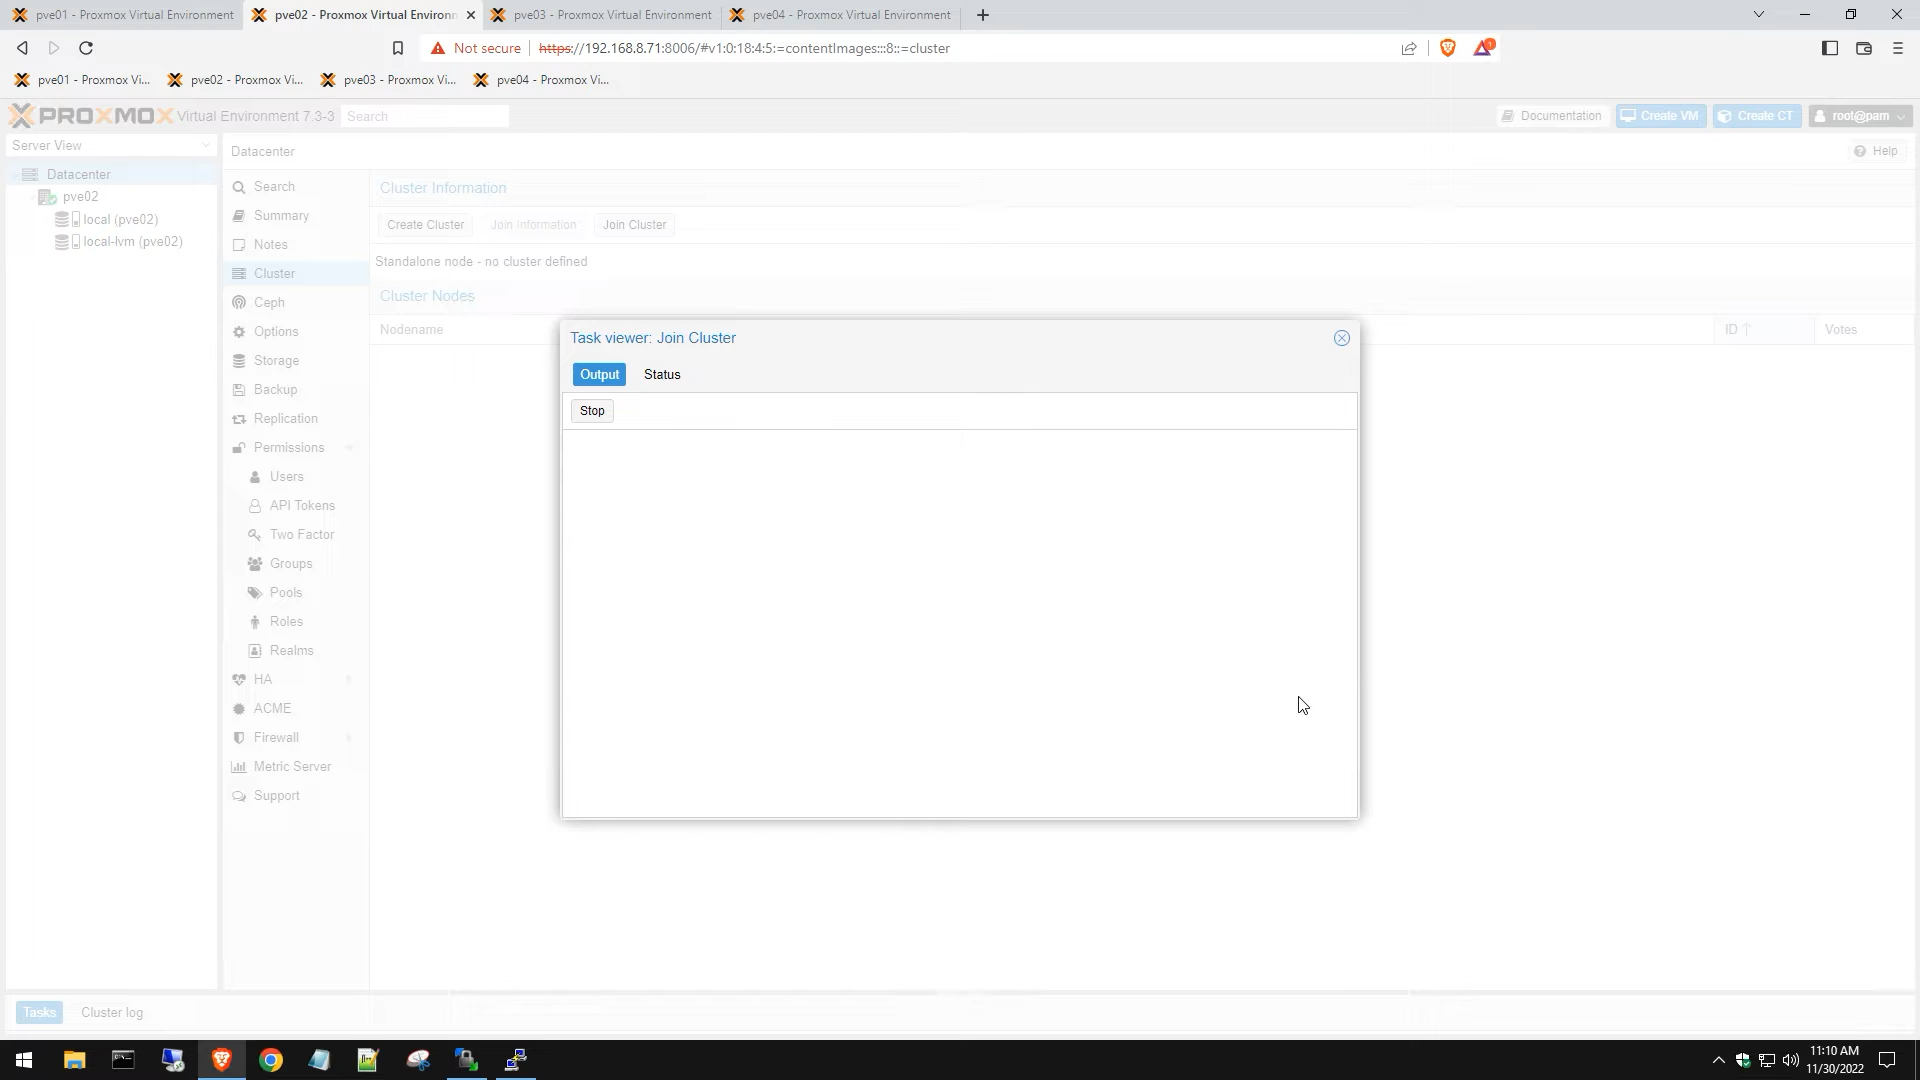 pve01 - Proxmox Virtual Environment
pve02 - Proxmox Virtual Environm
pve03 - Proxmox Virtual Environment
pve04 - Proxmox Virtual Environment
Not secure
https://192.168.8.71:8006/#v1:0:18:4:5:=contentImages:::8::=cluster
1
pve01 - Proxmox Vi...
pve02 - Proxmox Vi...
pve03 - Proxmox Vi...
pve04 - Proxmox Vi...
PROXMOX Virtual Environment 7.3-3
Search
Documentation
Create VM
Create CT
root@pam
Server View
Datacenter
pve02
local (pve02)
local-lvm (pve02)
Datacenter
Help
Search
Summary
Notes
Cluster
Ceph
Options
Storage
Backup
Replication
Permissions
Users
API Tokens
Two Factor
Groups
Pools
Roles
Realms
HA
ACME
Firewall
Metric Server
Support
Cluster Information
Create Cluster
Join Information
Join Cluster
Standalone node - no cluster defined
Cluster Nodes
Nodename
ID ↑
Votes
Task viewer: Join Cluster
Output
Status
Stop
Tasks
Cluster log
11:10 AM
11/30/2022